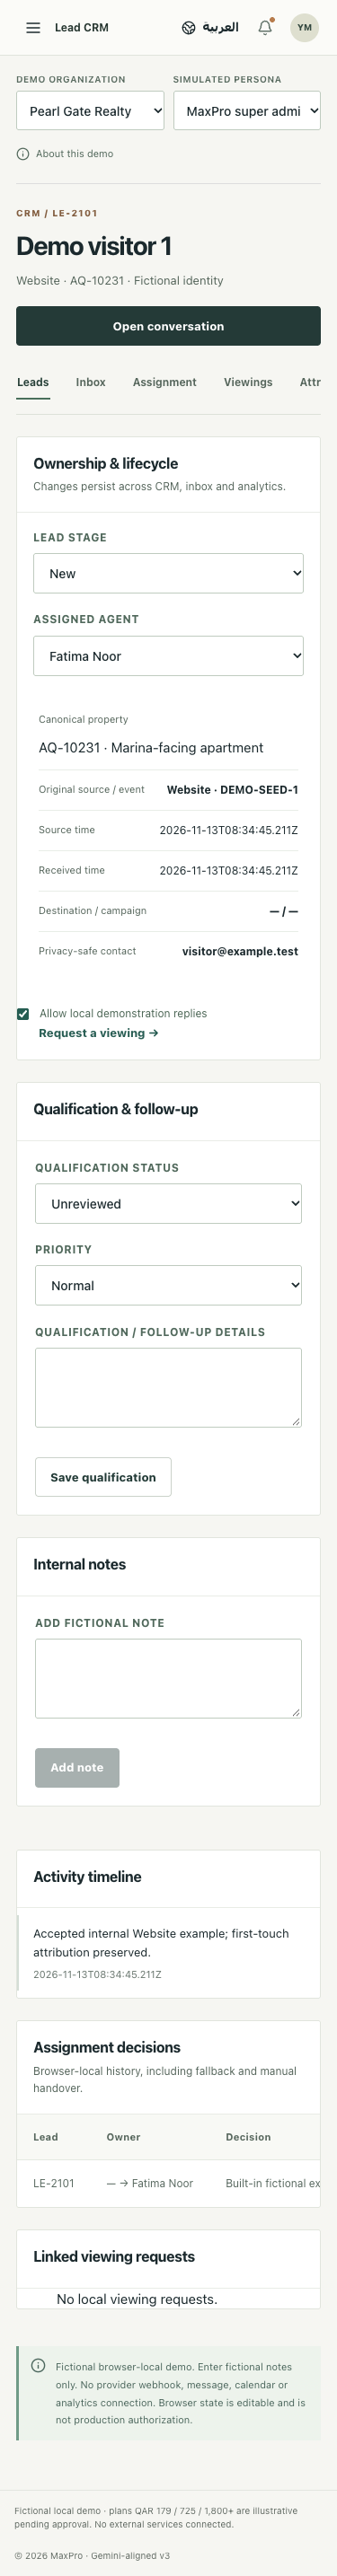 Lead CRM
العربية
YM
DEMO ORGANIZATION
SIMULATED PERSONA
Pearl Gate Realty
MaxPro super admi
About this demo
CRM / LE-2101
Demo visitor 1
Website · AQ-10231 · Fictional identity
Open conversation
Leads Inbox Assignment Viewings Attr
Ownership & lifecycle
Changes persist across CRM, inbox and analytics.
LEAD STAGE
New
ASSIGNED AGENT
Fatima Noor
Canonical property
AQ-10231 · Marina-facing apartment
Original source / event Website · DEMO-SEED-1
Source time 2026-11-13T08:34:45.211Z
Received time 2026-11-13T08:34:45.211Z
Destination / campaign — / —
Privacy-safe contact visitor@example.test
Allow local demonstration replies
Request a viewing →
Qualification & follow-up
QUALIFICATION STATUS
Unreviewed
PRIORITY
Normal
QUALIFICATION / FOLLOW-UP DETAILS
Save qualification
Internal notes
ADD FICTIONAL NOTE
Add note
Activity timeline
Accepted internal Website example; first-touch
attribution preserved.
2026-11-13T08:34:45.211Z
Assignment decisions
Browser-local history, including fallback and manual
handover.
Lead Owner Decision
LE-2101 — → Fatima Noor Built-in fictional ex
Linked viewing requests
No local viewing requests.
Fictional browser-local demo. Enter fictional notes
only. No provider webhook, message, calendar or
analytics connection. Browser state is editable and is
not production authorization.
Fictional local demo · plans QAR 179 / 725 / 1,800+ are illustrative
pending approval. No external services connected.
© 2026 MaxPro · Gemini-aligned v3